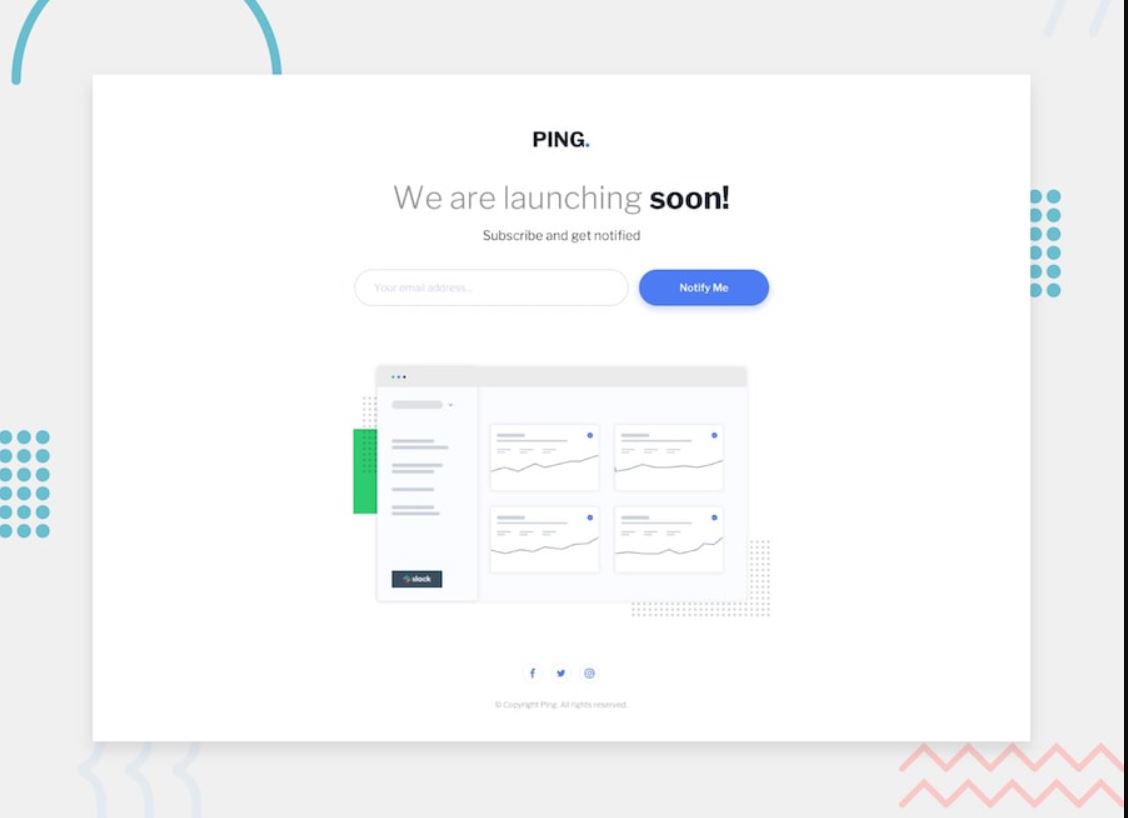 PING.
We are launching soon!
Subscribe and get notified
Your email address...
Notify Me
slack
© Copyright Ping. All rights reserved.